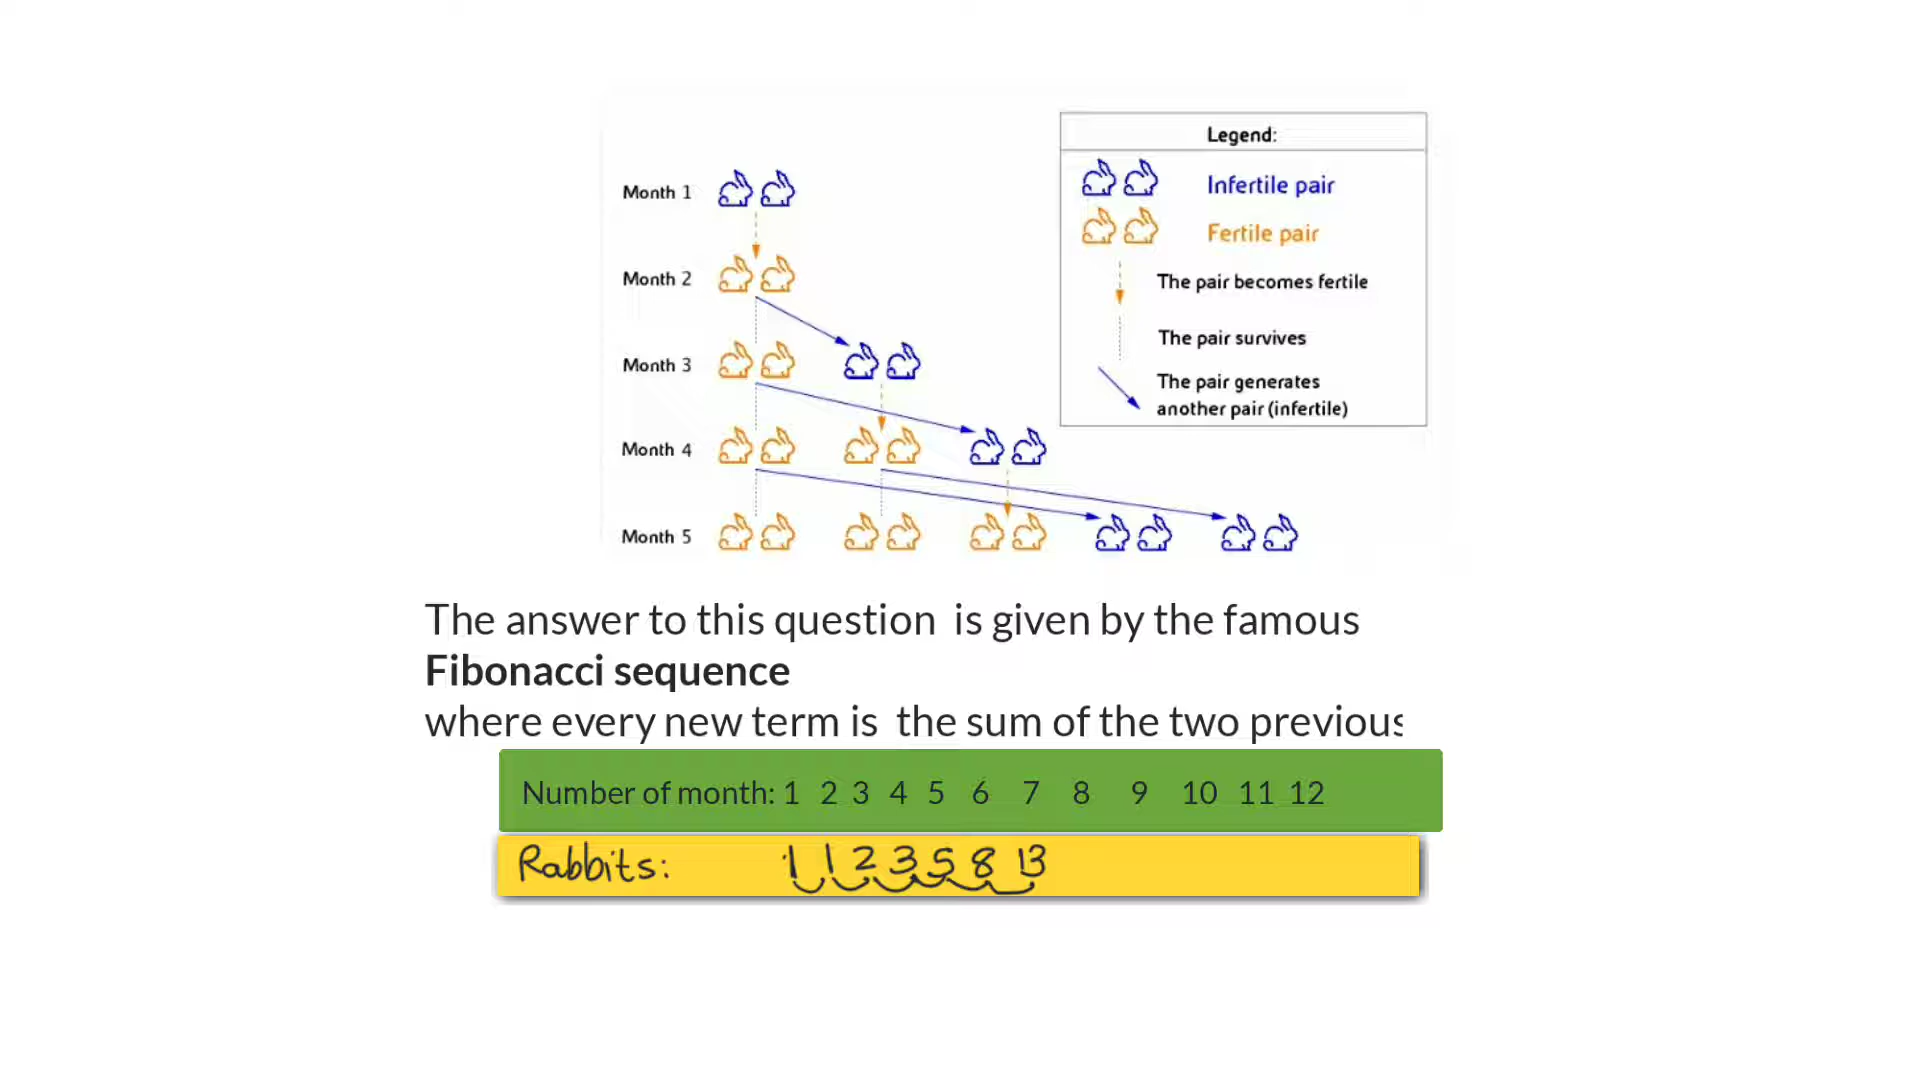 Legend:
Infertile pair
Fertile pair
The pair becomes fertile
The pair survives
The pair generates
another pair (infertile)
Month 1
Month 2
Month 3
Month 4
Month 5
The answer to this question is given by the famous
Fibonacci sequence
where every new term is the sum of the two previous
Number of month: 1 2 3 4 5 6 7 8 9 10 11 12
Rabbits: 1 1 2 3 5 8 13